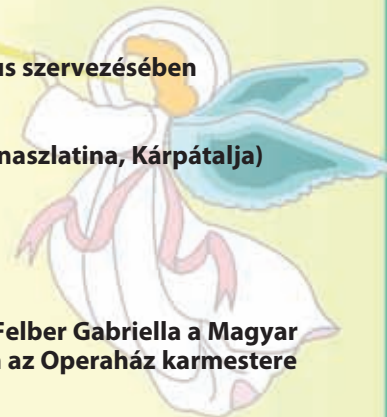 us szervezésében
naszlatina, Kárpátalja)
Felber Gabriella a Magyar
az Operaház karmestere